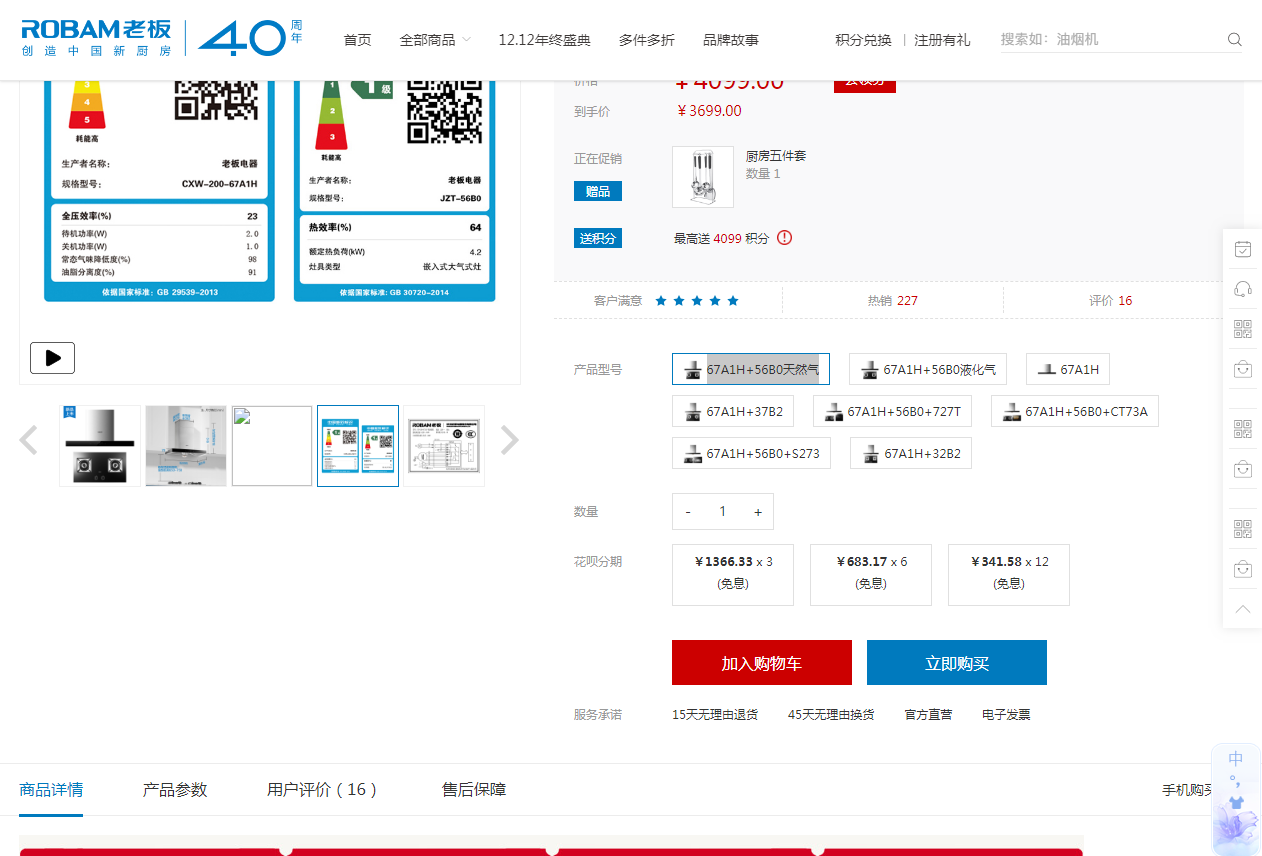 ROBAM老板
创造中国新厨房
40周年
首页 全部商品 12.12年终盛典 多件多折 品牌故事 积分兑换 | 注册有礼 搜索如：油烟机
3
4
5
耗能高
生产者名称： 老板电器
规格型号： CXW-200-67A1H
全压效率(%) 23
待机功率(W) 2.0
关机功率(W) 1.0
常态气味降低度(%) 98
油脂分离度(%) 91
依据国家标准：GB 29539-2013
1
2
3
1级
耗能高
生产者名称： 老板电器
规格型号： JZT-56B0
热效率(%) 64
额定热负荷(kW) 4.2
灶具类型 嵌入式大气式灶
依据国家标准：GB 30720-2014
价格 ￥4099.00
到手价 ￥3699.00
正在促销
赠品
厨房五件套
数量 1
送积分 最高送 4099 积分
客户满意 热销 227 评价 16
产品型号 67A1H+56B0天然气 67A1H+56B0液化气 67A1H
67A1H+37B2 67A1H+56B0+727T 67A1H+56B0+CT73A
67A1H+56B0+S273 67A1H+32B2
数量 - 1 +
花呗分期 ￥1366.33 x 3 ￥683.17 x 6 ￥341.58 x 12
(免息) (免息) (免息)
加入购物车 立即购买
服务承诺 15天无理由退货 45天无理由换货 官方直营 电子发票
商品详情 产品参数 用户评价（16） 售后保障 手机购买
中